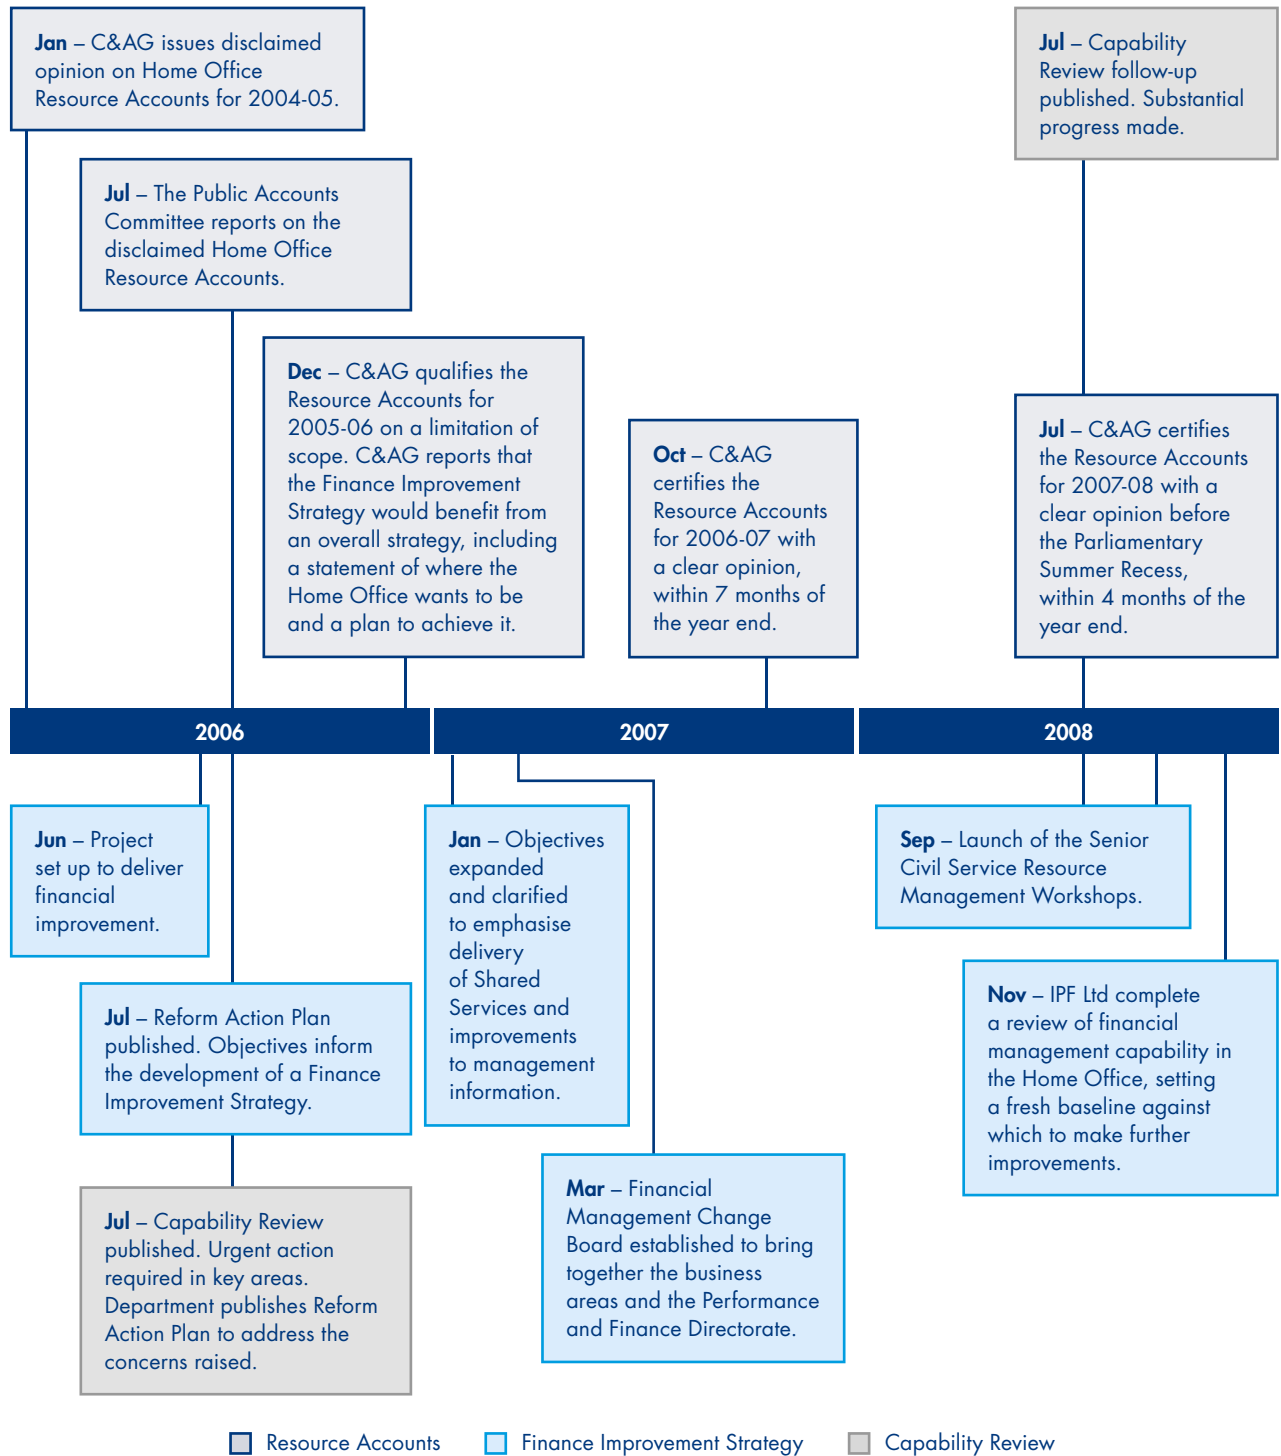 Jan – C&AG issues disclaimed
opinion on Home Office
Resource Accounts for 2004-05.
Jul – The Public Accounts
Committee reports on the
disclaimed Home Office
Resource Accounts.
Dec – C&AG qualifies the
Resource Accounts for
2005-06 on a limitation of
scope. C&AG reports that
the Finance Improvement
Strategy would benefit from
an overall strategy, including
a statement of where the
Home Office wants to be
and a plan to achieve it.
Oct – C&AG
certifies the
Resource Accounts
for 2006-07 with
a clear opinion,
within 7 months of
the year end.
Jul – Capability
Review follow-up
published. Substantial
progress made.
Jul – C&AG certifies
the Resource Accounts
for 2007-08 with a
clear opinion before
the Parliamentary
Summer Recess,
within 4 months of the
year end.
2006
2007
2008
Jun – Project
set up to deliver
financial
improvement.
Jul – Reform Action Plan
published. Objectives inform
the development of a Finance
Improvement Strategy.
Jul – Capability Review
published. Urgent action
required in key areas.
Department publishes Reform
Action Plan to address the
concerns raised.
Jan – Objectives
expanded
and clarified
to emphasise
delivery
of Shared
Services and
improvements
to management
information.
Mar – Financial
Management Change
Board established to bring
together the business
areas and the Performance
and Finance Directorate.
Sep – Launch of the Senior
Civil Service Resource
Management Workshops.
Nov – IPF Ltd complete
a review of financial
management capability in
the Home Office, setting
a fresh baseline against
which to make further
improvements.
Resource Accounts
Finance Improvement Strategy
Capability Review